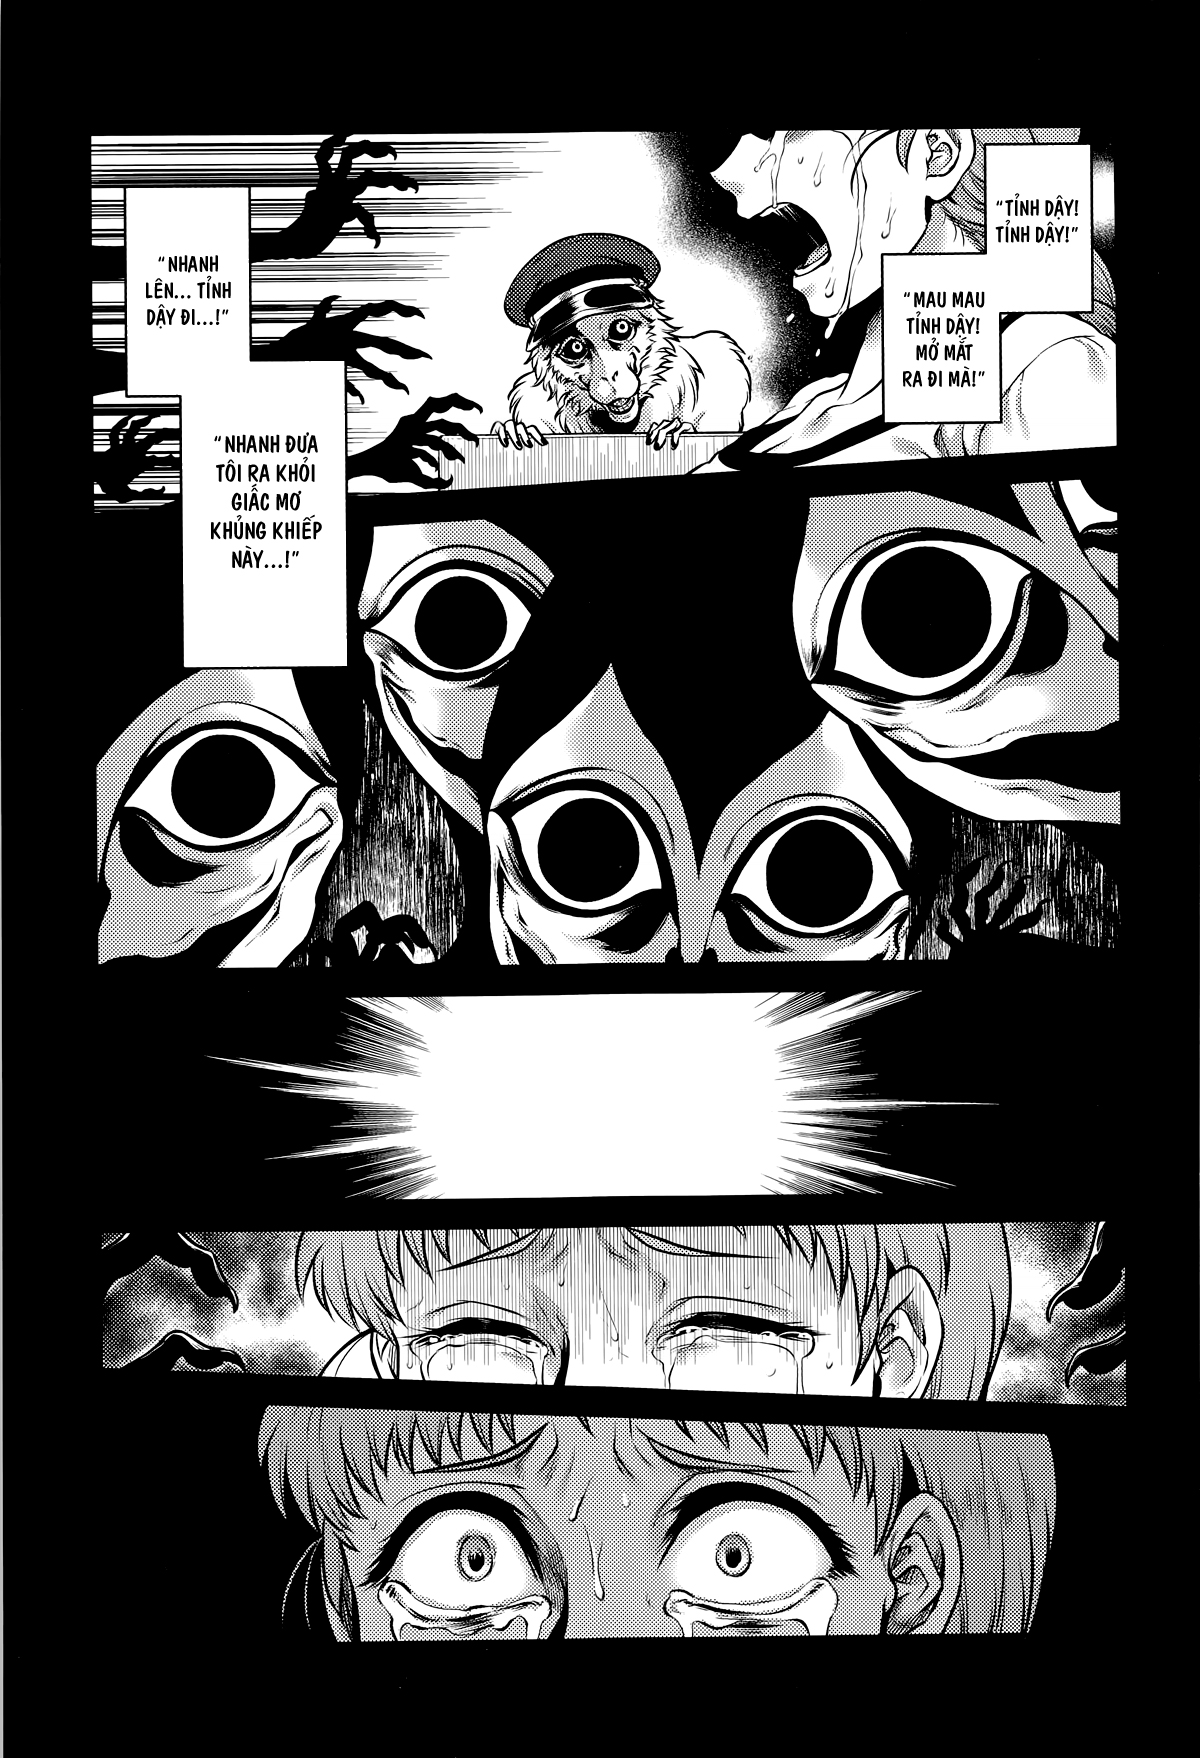 "TỈNH DẬY!
TỈNH DẬY!"
"MAU MAU
TỈNH DẬY!
MỞ MẮT
RA ĐI MÀ!"
"NHANH
LÊN... TỈNH
DẬY ĐI...!"
"NHANH ĐƯA
TÔI RA KHỎI
GIẤC MƠ
KHỦNG KHIẾP
NÀY...!"